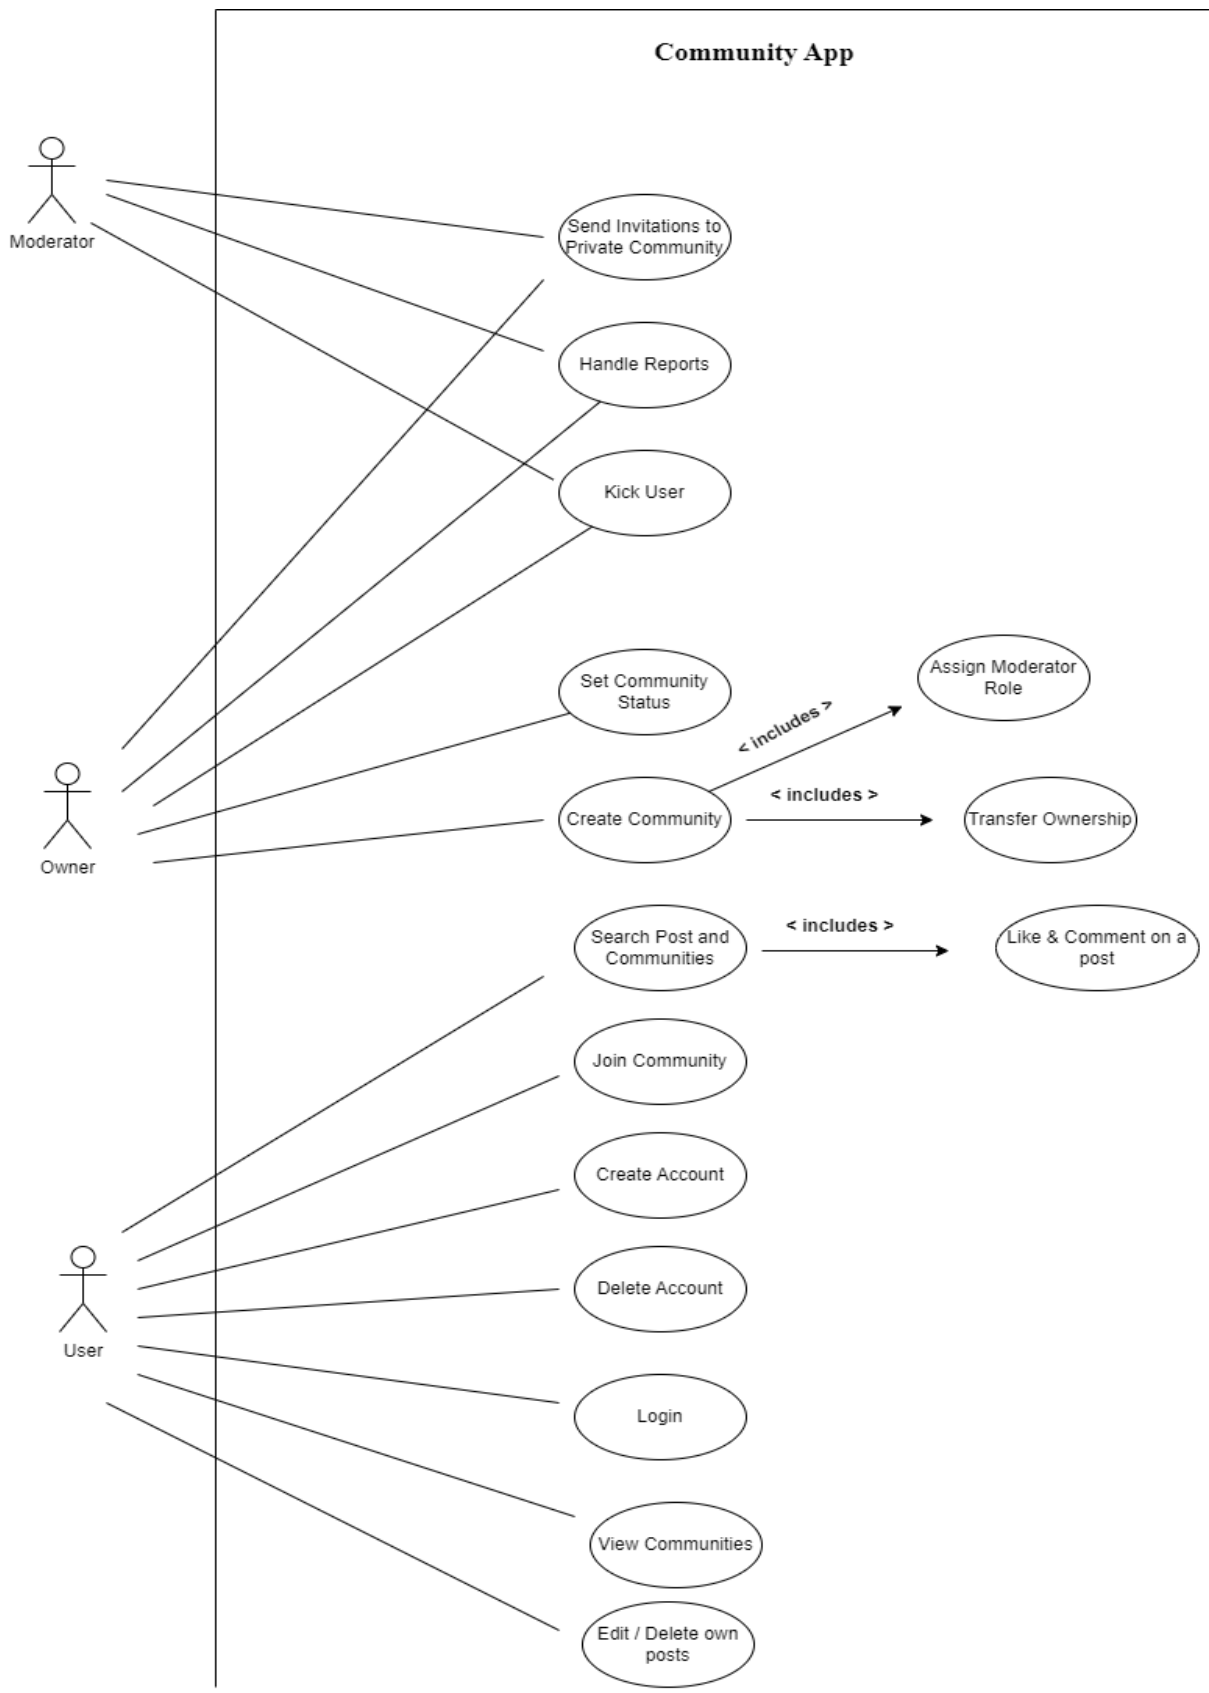 Community App
Moderator
Send Invitations to
Private Community
Handle Reports
Kick User
Set Community
Status
Assign Moderator
Role
< includes >
Owner
Create Community
< includes >
Transfer Ownership
Search Post and
Communities
< includes >
Like & Comment on a
post
Join Community
Create Account
User
Delete Account
Login
View Communities
Edit / Delete own
posts